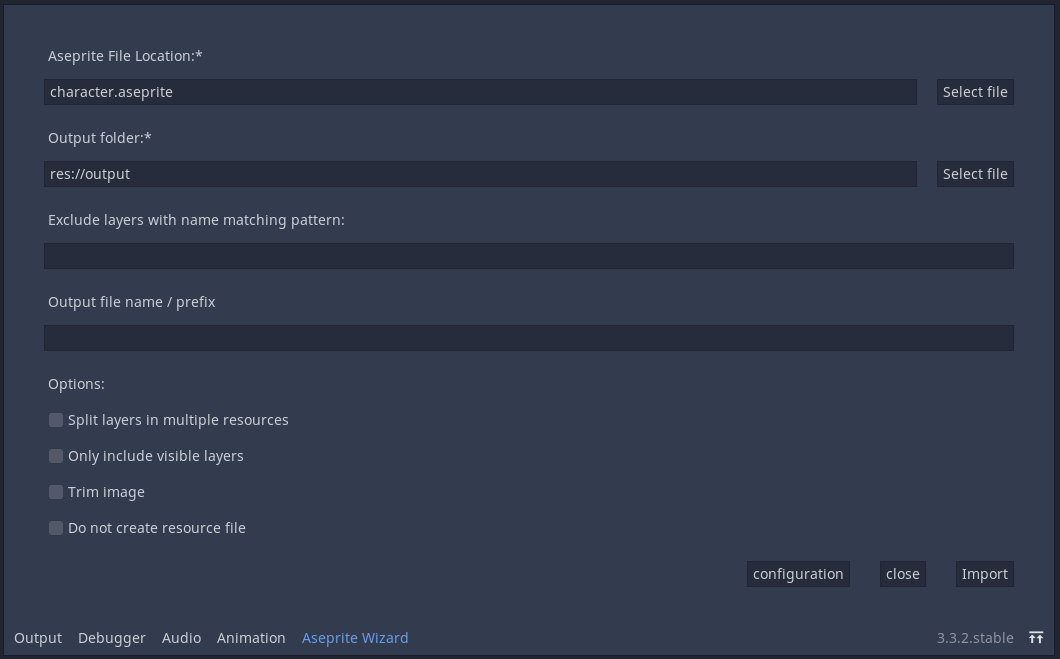 Aseprite File Location:*
character.aseprite Select file
Output folder:*
res://output Select file
Exclude layers with name matching pattern:
Output file name / prefix
Options:
Split layers in multiple resources
Only include visible layers
Trim image
Do not create resource file
configuration close Import
Output Debugger Audio Animation Aseprite Wizard 3.3.2.stable